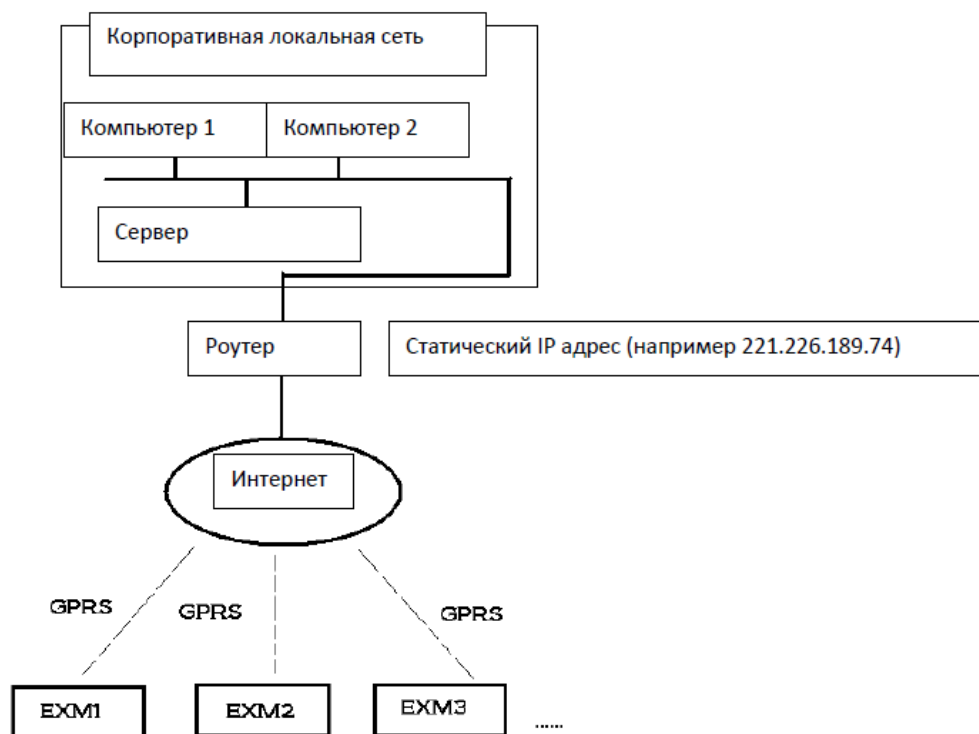 Корпоративная локальная сеть
Компьютер 1
Компьютер 2
Сервер
Роутер
Статический IP адрес (например 221.226.189.74)
Интернет
GPRS
GPRS
GPRS
EXM1
EXM2
EXM3
......